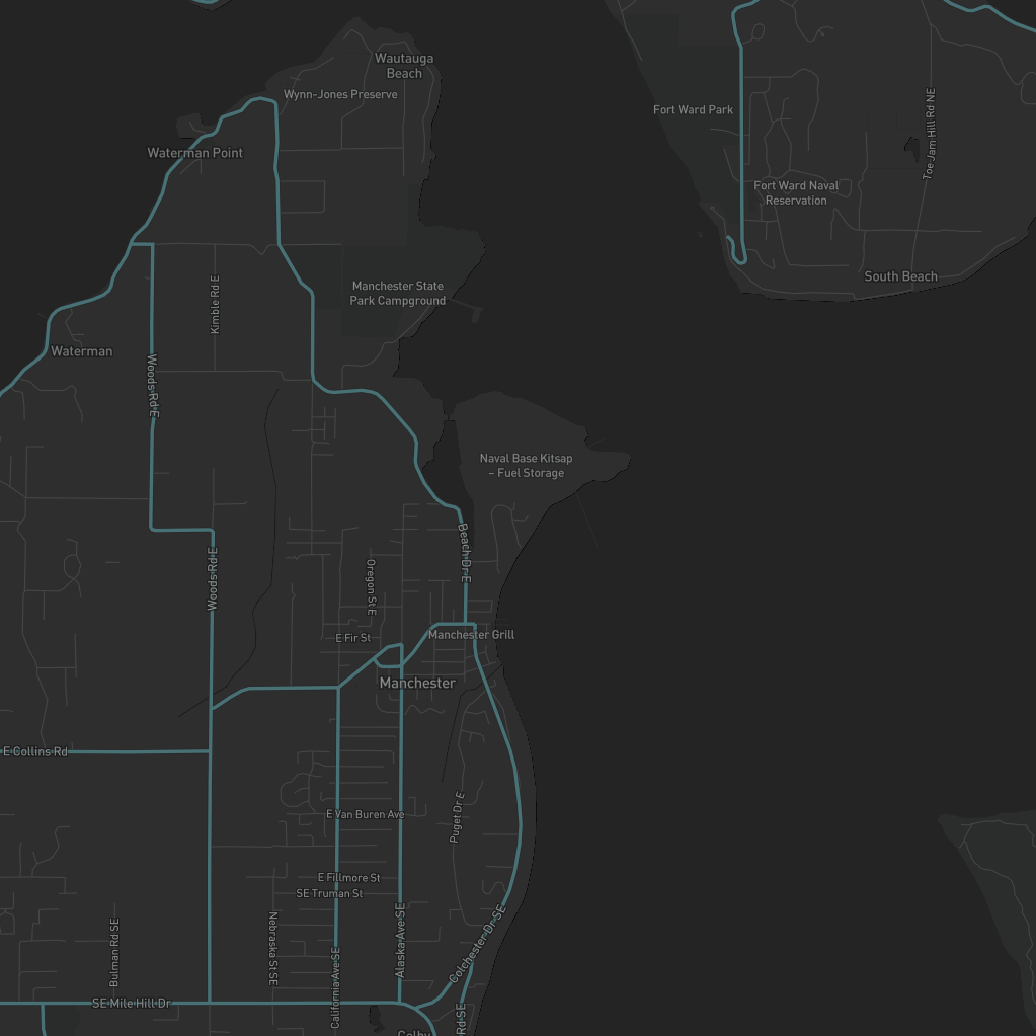 Wautauga
Beach
Wynn-Jones Preserve
Fort Ward Park
Toe Jam Hill Rd NE
Waterman Point
Fort Ward Naval
Reservation
South Beach
Manchester State
Park Campground
Kimble Rd E
Waterman
Woods Rd E
Naval Base Kitsap
– Fuel Storage
Beach Dr E
Woods Rd E
Oregon St E
E Fir St
Manchester Grill
Manchester
E Collins Rd
Puget Dr E
E Van Buren Ave
E Fillmore St
SE Truman St
Bulman Rd SE
Nebraska St SE
Alaska Ave SE
Colchester Dr SE
California Ave SE
SE Mile Hill Dr
Rd SE
Colby